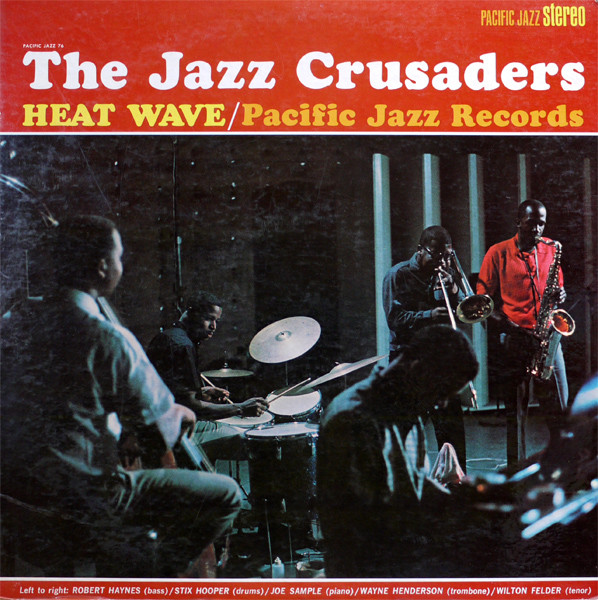 PACIFIC JAZZ stereo
PACIFIC JAZZ 76
The Jazz Crusaders
HEAT WAVE/Pacific Jazz Records
Left to right: ROBERT HAYNES (bass)/STIX HOOPER (drums)/JOE SAMPLE (piano)/WAYNE HENDERSON (trombone)/WILTON FELDER (tenor)